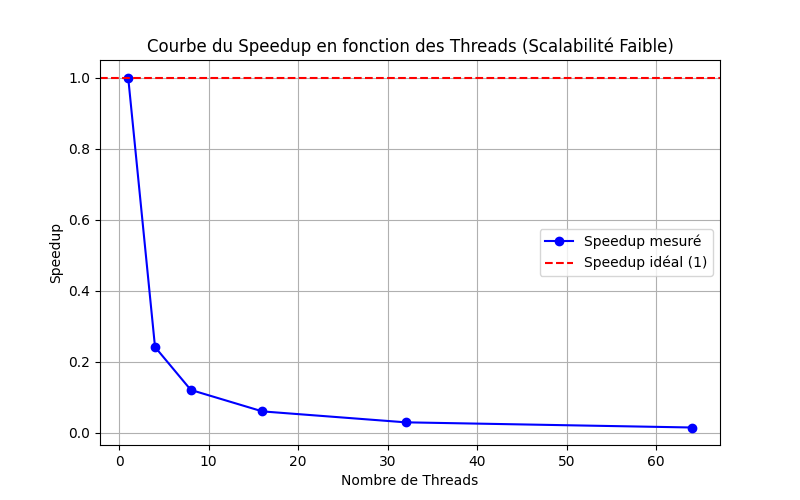 Courbe du Speedup en fonction des Threads (Scalabilité Faible)
1.0
0.8
0.6
0.4
0.2
0.0
Speedup
Speedup mesuré
Speedup idéal (1)
0 10 20 30 40 50 60
Nombre de Threads